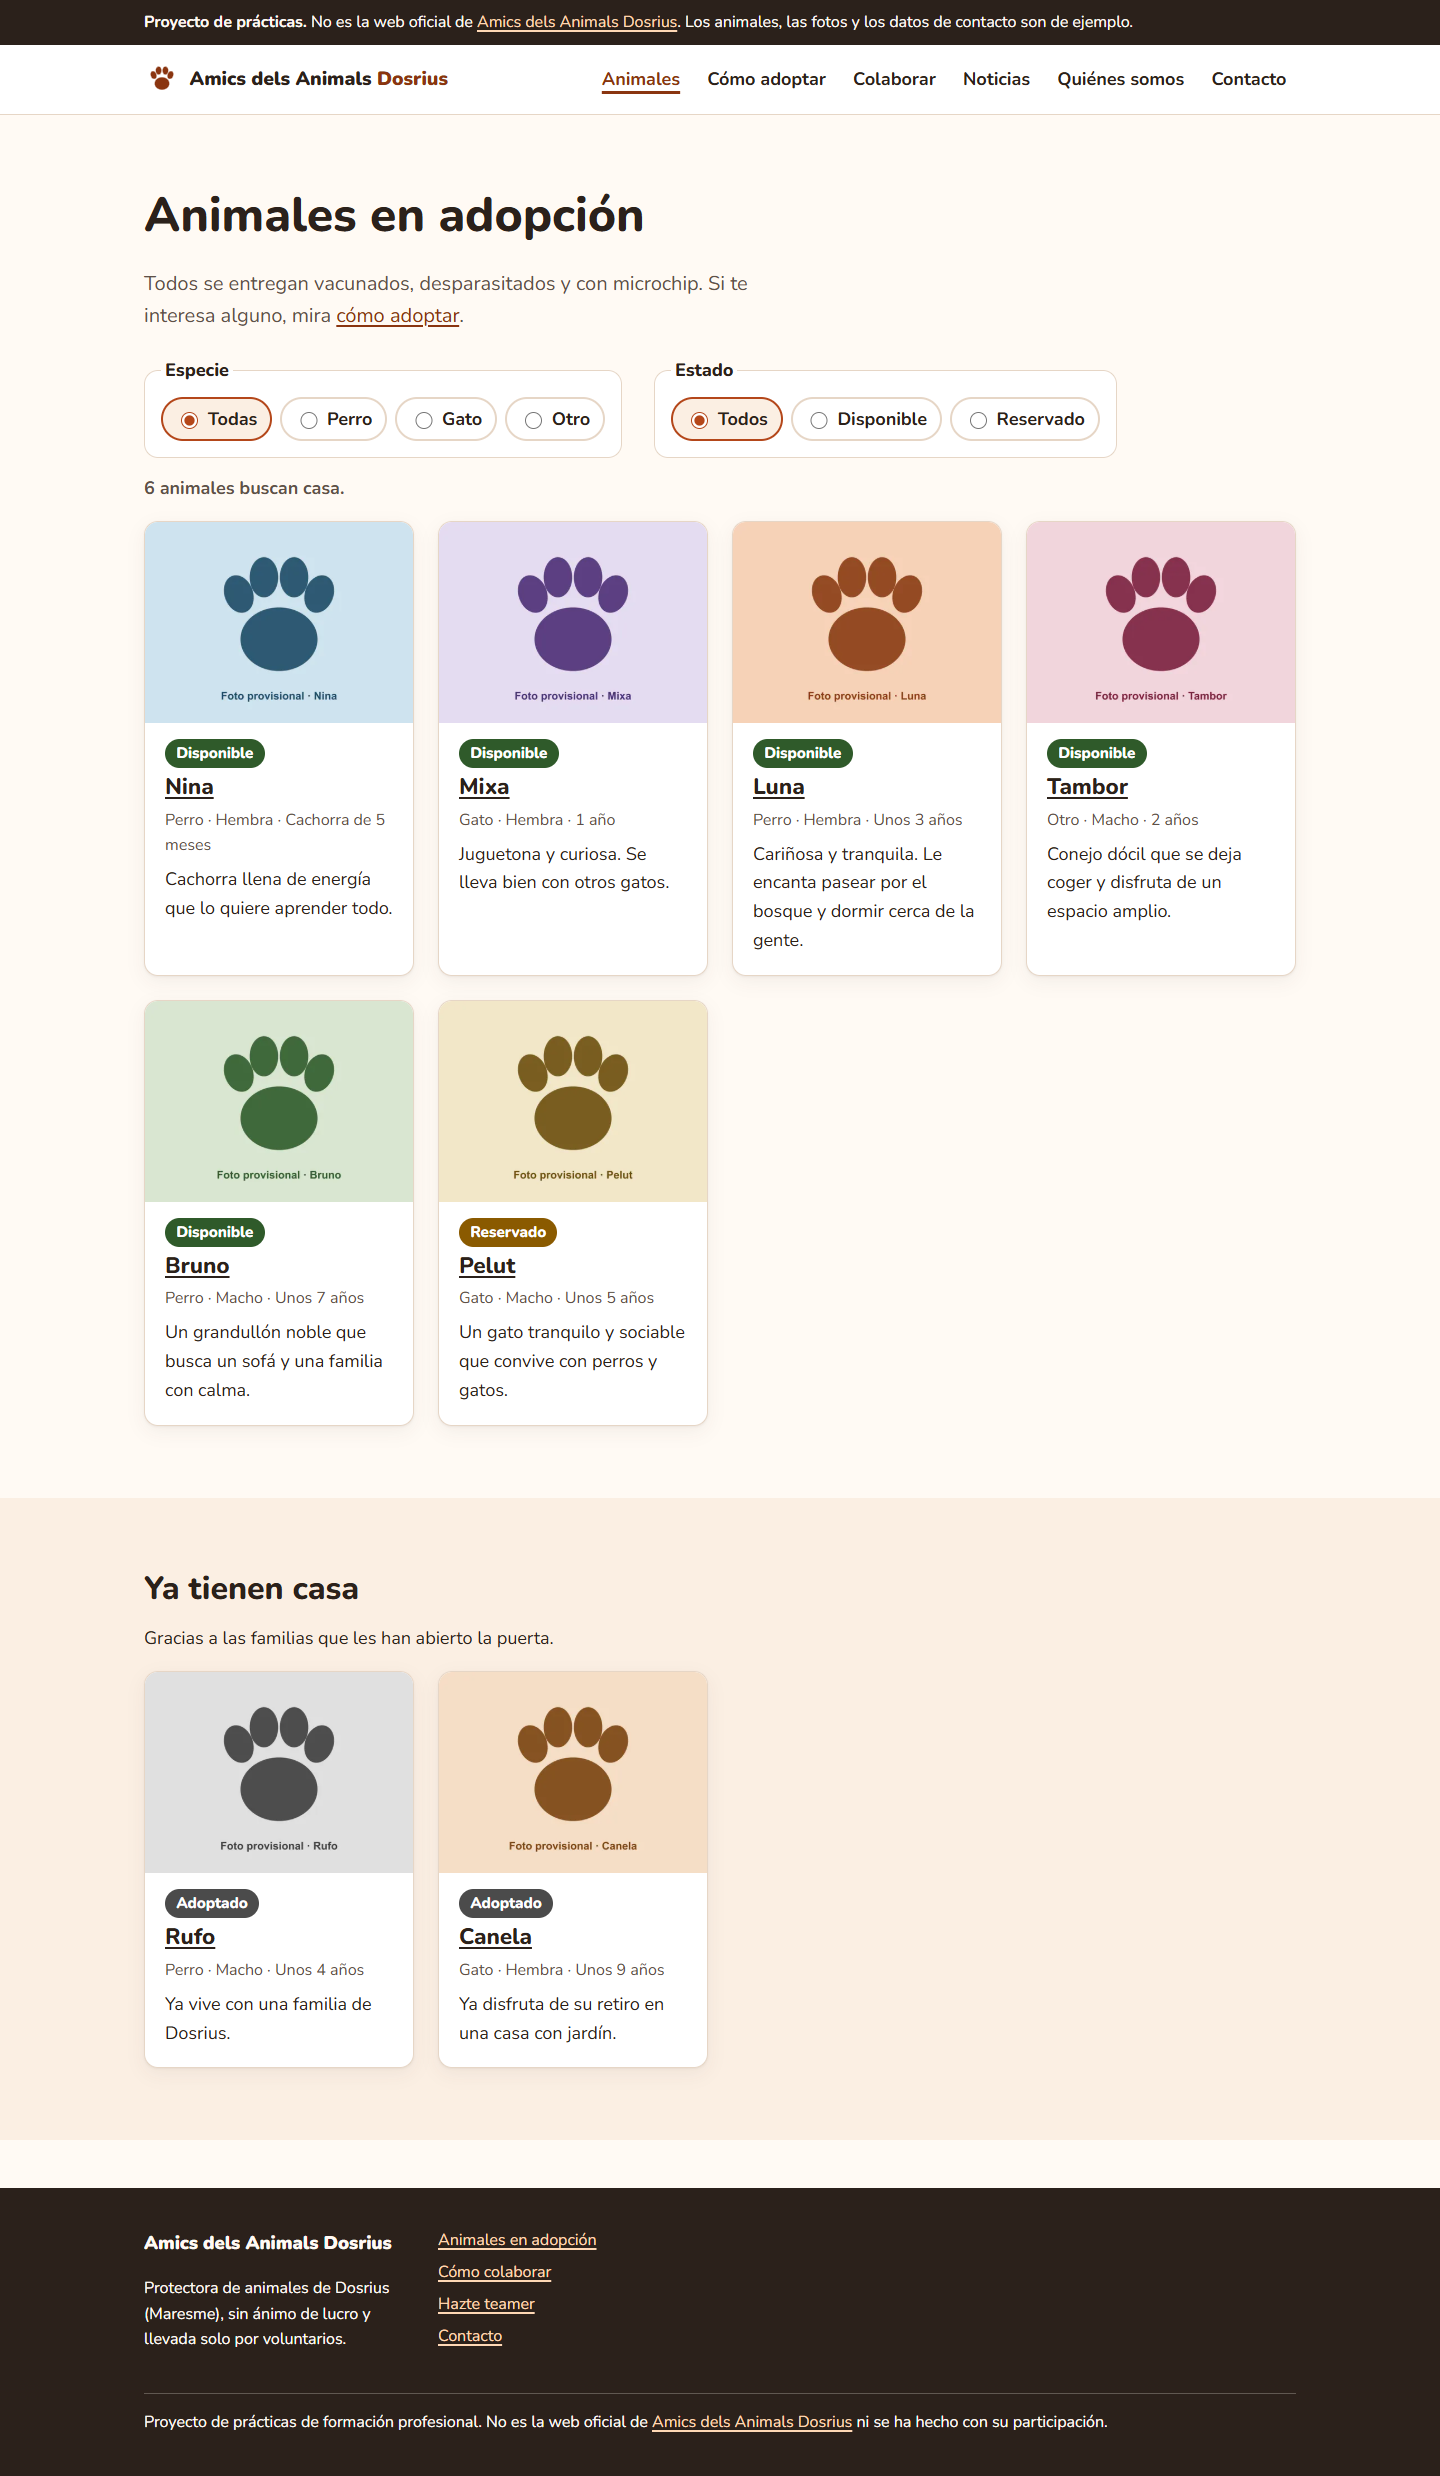 Proyecto de prácticas. No es la web oficial de Amics dels Animals Dosrius. Los animales, las fotos y los datos de contacto son de ejemplo.
Amics dels Animals Dosrius
Animales
Cómo adoptar
Colaborar
Noticias
Quiénes somos
Contacto
Animales en adopción
Todos se entregan vacunados, desparasitados y con microchip. Si te
interesa alguno, mira cómo adoptar.
Especie
Todas
Perro
Gato
Otro
Estado
Todos
Disponible
Reservado
6 animales buscan casa.
Foto provisional · Nina
Disponible
Nina
Perro · Hembra · Cachorra de 5
meses
Cachorra llena de energía
que lo quiere aprender todo.
Foto provisional · Mixa
Disponible
Mixa
Gato · Hembra · 1 año
Juguetona y curiosa. Se
lleva bien con otros gatos.
Foto provisional · Luna
Disponible
Luna
Perro · Hembra · Unos 3 años
Cariñosa y tranquila. Le
encanta pasear por el
bosque y dormir cerca de la
gente.
Foto provisional · Tambor
Disponible
Tambor
Otro · Macho · 2 años
Conejo dócil que se deja
coger y disfruta de un
espacio amplio.
Foto provisional · Bruno
Disponible
Bruno
Perro · Macho · Unos 7 años
Un grandullón noble que
busca un sofá y una familia
con calma.
Foto provisional · Pelut
Reservado
Pelut
Gato · Macho · Unos 5 años
Un gato tranquilo y sociable
que convive con perros y
gatos.
Ya tienen casa
Gracias a las familias que les han abierto la puerta.
Foto provisional · Rufo
Adoptado
Rufo
Perro · Macho · Unos 4 años
Ya vive con una familia de
Dosrius.
Foto provisional · Canela
Adoptado
Canela
Gato · Hembra · Unos 9 años
Ya disfruta de su retiro en
una casa con jardín.
Amics dels Animals Dosrius
Protectora de animales de Dosrius
(Maresme), sin ánimo de lucro y
llevada solo por voluntarios.
Animales en adopción
Cómo colaborar
Hazte teamer
Contacto
Proyecto de prácticas de formación profesional. No es la web oficial de Amics dels Animals Dosrius ni se ha hecho con su participación.